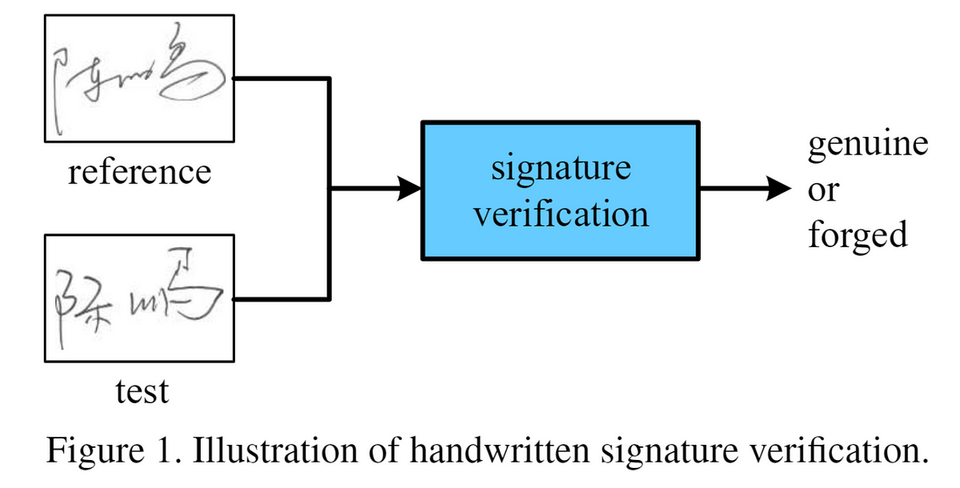 reference
test
signature
verification
genuine
or
forged
Figure 1. Illustration of handwritten signature verification.